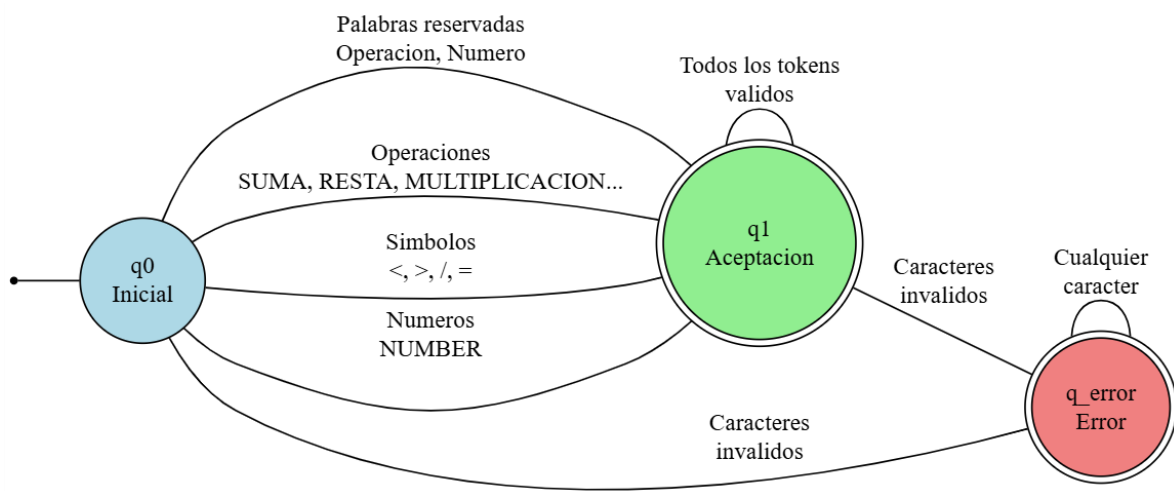 Palabras reservadas
Operacion, Numero
Todos los tokens
validos
Operaciones
SUMA, RESTA, MULTIPLICACION...
q0
Inicial
Simbolos
<, >, /, =
q1
Aceptacion
Numeros
NUMBER
Caracteres
invalidos
Cualquier
caracter
q_error
Error
Caracteres
invalidos